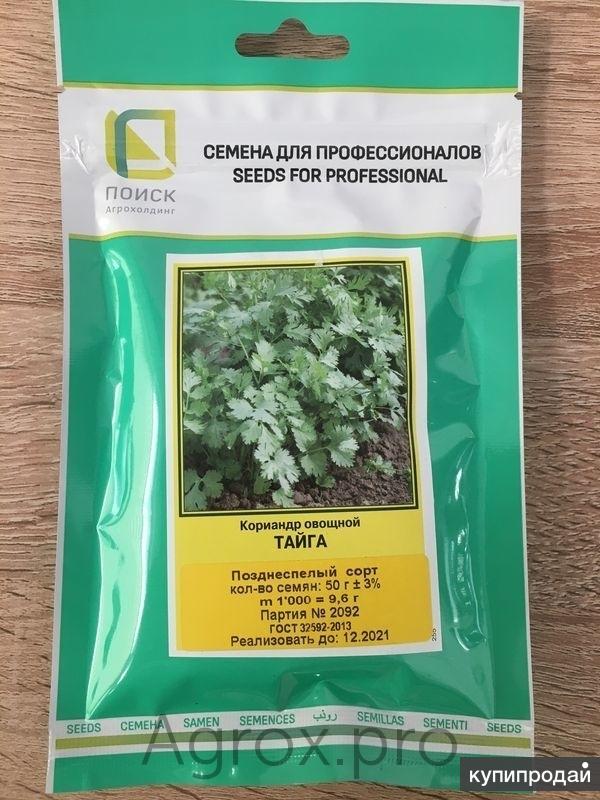 ПОИСК
Агрохолдинг
СЕМЕНА ДЛЯ ПРОФЕССИОНАЛОВ
SEEDS FOR PROFESSIONAL
Кориандр овощной
ТАЙГА
Позднеспелый сорт
кол-во семян: 50 г ± 3%
m 1'000 = 9,6 г
Партия № 2092
ГОСТ 32592-2013
Реализовать до: 12.2021
SEEDS СЕМЕНА SAMEN SEMENCES SEMILLAS SEMENTI SEEDS
Agrox.pro
купипродай